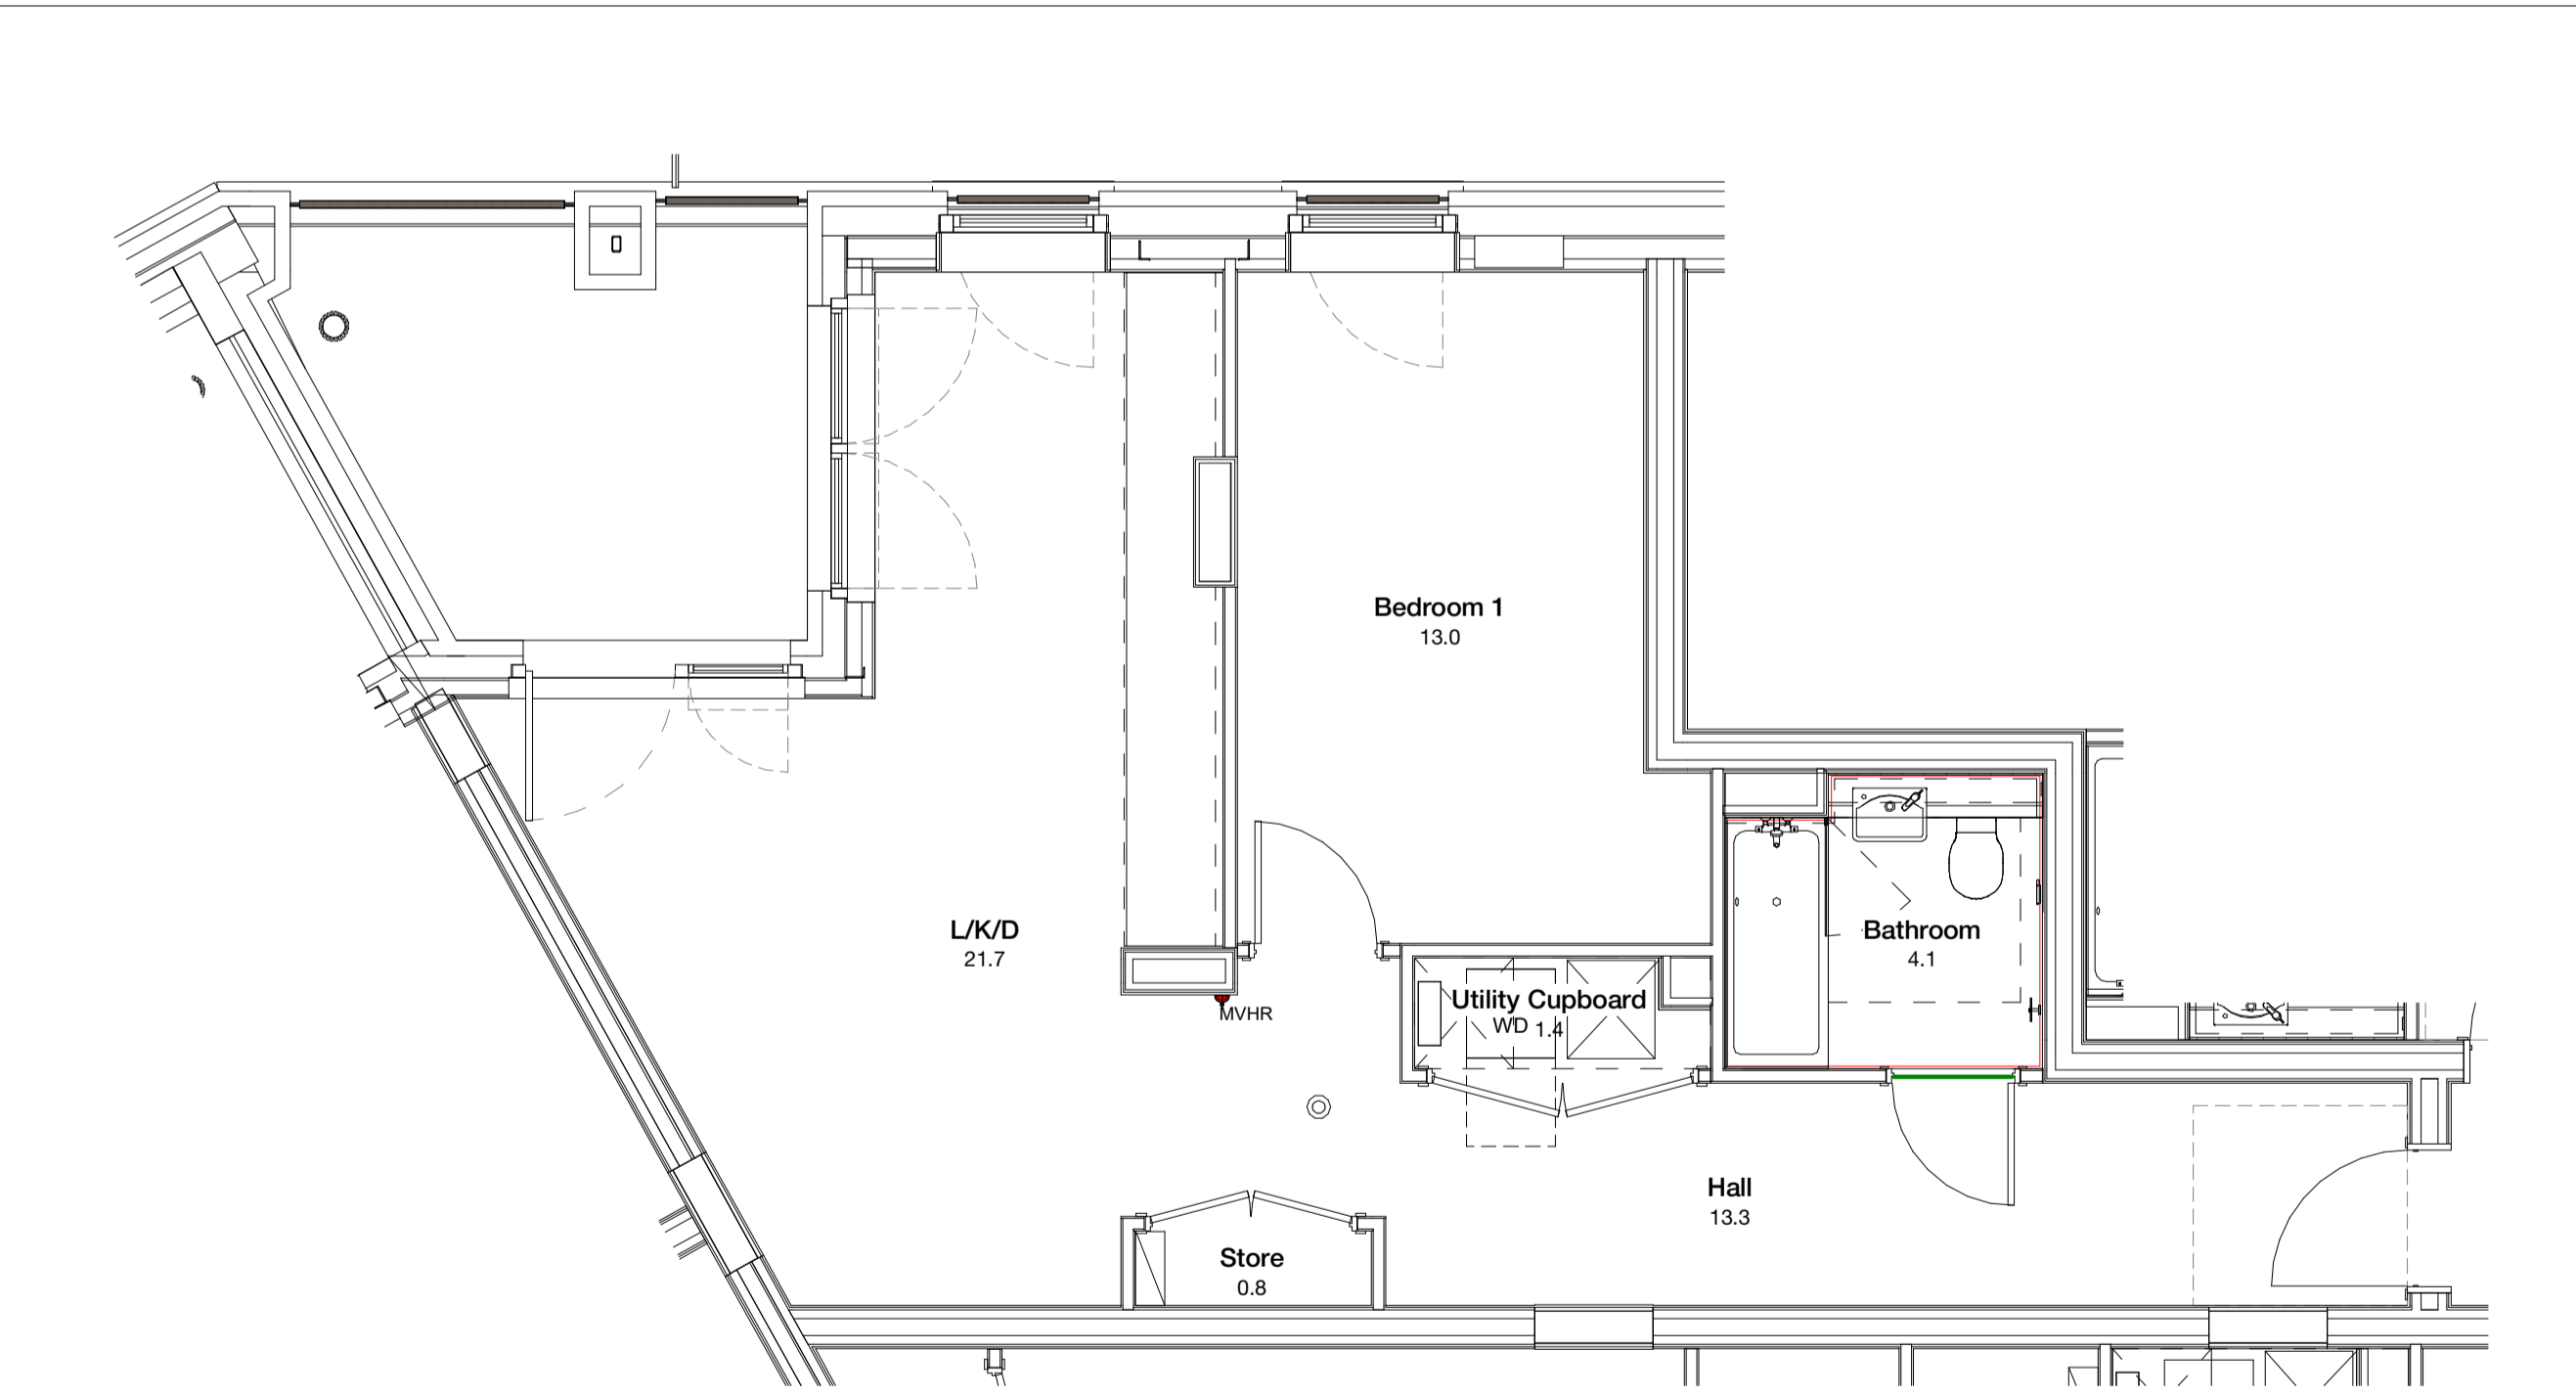 Bedroom 1
13.0
L/K/D
21.7
Bathroom
4.1
Utility Cupboard
WD 1.4
MVHR
Hall
13.3
Store
0.8